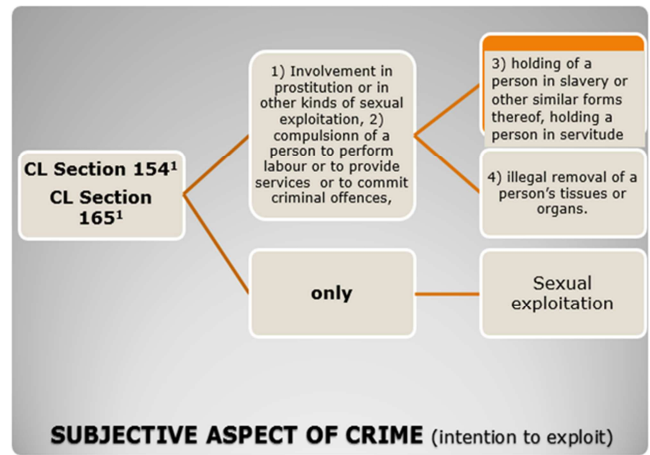 CL Section 154¹
CL Section
165¹
1) Involvement in
prostitution or in
other kinds of sexual
exploitation, 2)
compulsionn of a
person to perform
labour or to provide
services or to commit
criminal offences,
3) holding of a
person in slavery or
other similar forms
thereof, holding a
person in servitude
4) illegal removal of a
person's tissues or
organs.
only
Sexual
exploitation
SUBJECTIVE ASPECT OF CRIME (intention to exploit)